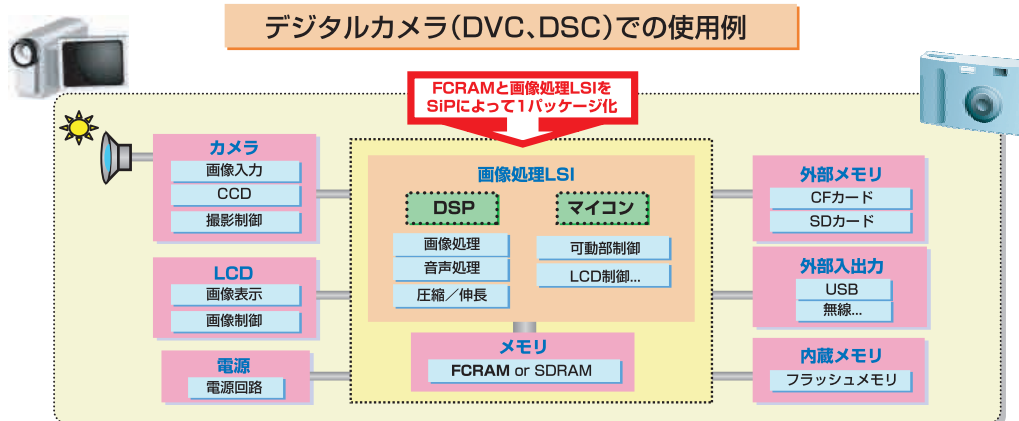 デジタルカメラ（DVC、DSC）での使用例
FCRAMと画像処理LSIを
SiPによって1パッケージ化
カメラ
画像入力
CCD
撮影制御
LCD
画像表示
画像制御
電源
電源回路
画像処理LSI
DSP
画像処理
音声処理
圧縮／伸長
マイコン
可動部制御
LCD制御...
メモリ
FCRAM or SDRAM
外部メモリ
CFカード
SDカード
外部入出力
USB
無線...
内蔵メモリ
フラッシュメモリ